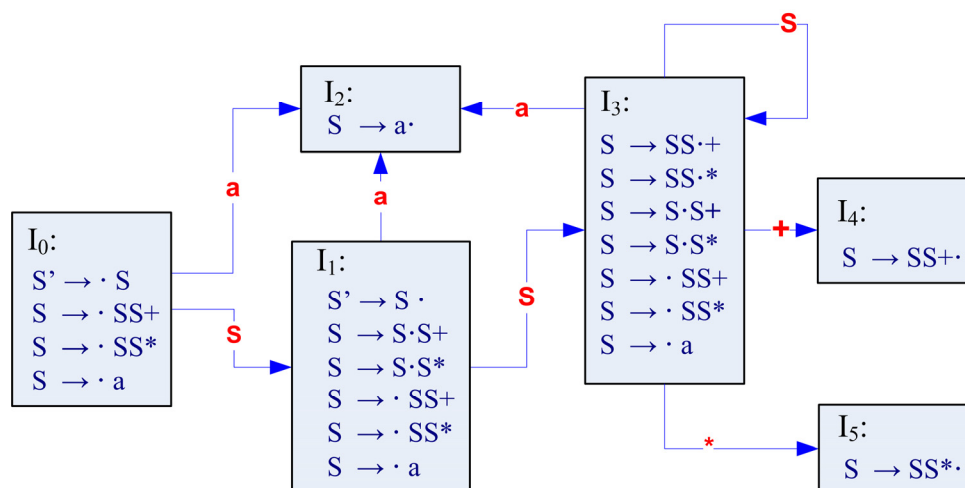 S
I₂:
S → a·
a
I₃:
S → SS·+
S → SS·*
S → S·S+
S → S·S*
S → · SS+
S → · SS*
S → · a
a
a
I₀:
S’ → · S
S → · SS+
S → · SS*
S → · a
S
I₁:
S’ → S ·
S → S·S+
S → S·S*
S → · SS+
S → · SS*
S → · a
S
+
I₄:
S → SS+·
*
I₅:
S → SS*·